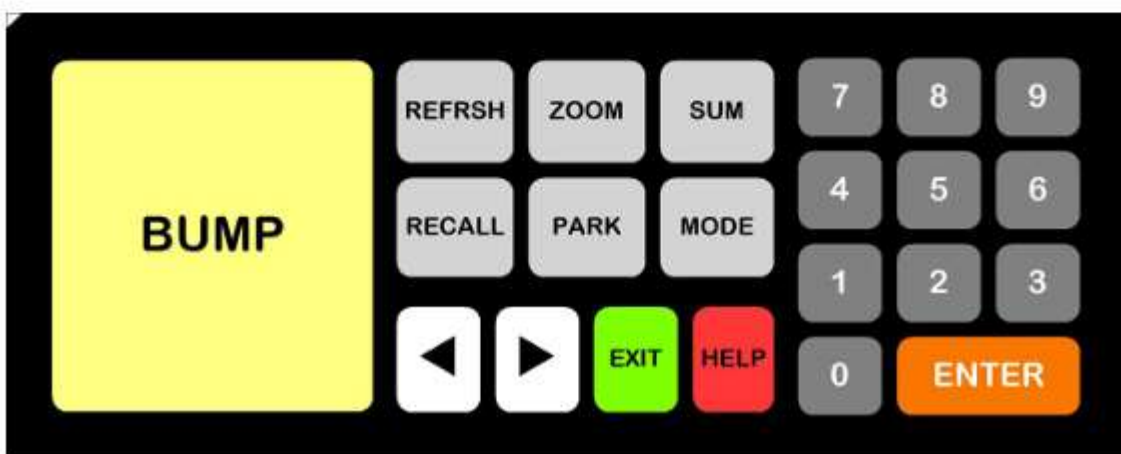 BUMP
REFRSH ZOOM SUM
RECALL PARK MODE
EXIT HELP
7 8 9
4 5 6
1 2 3
0 ENTER